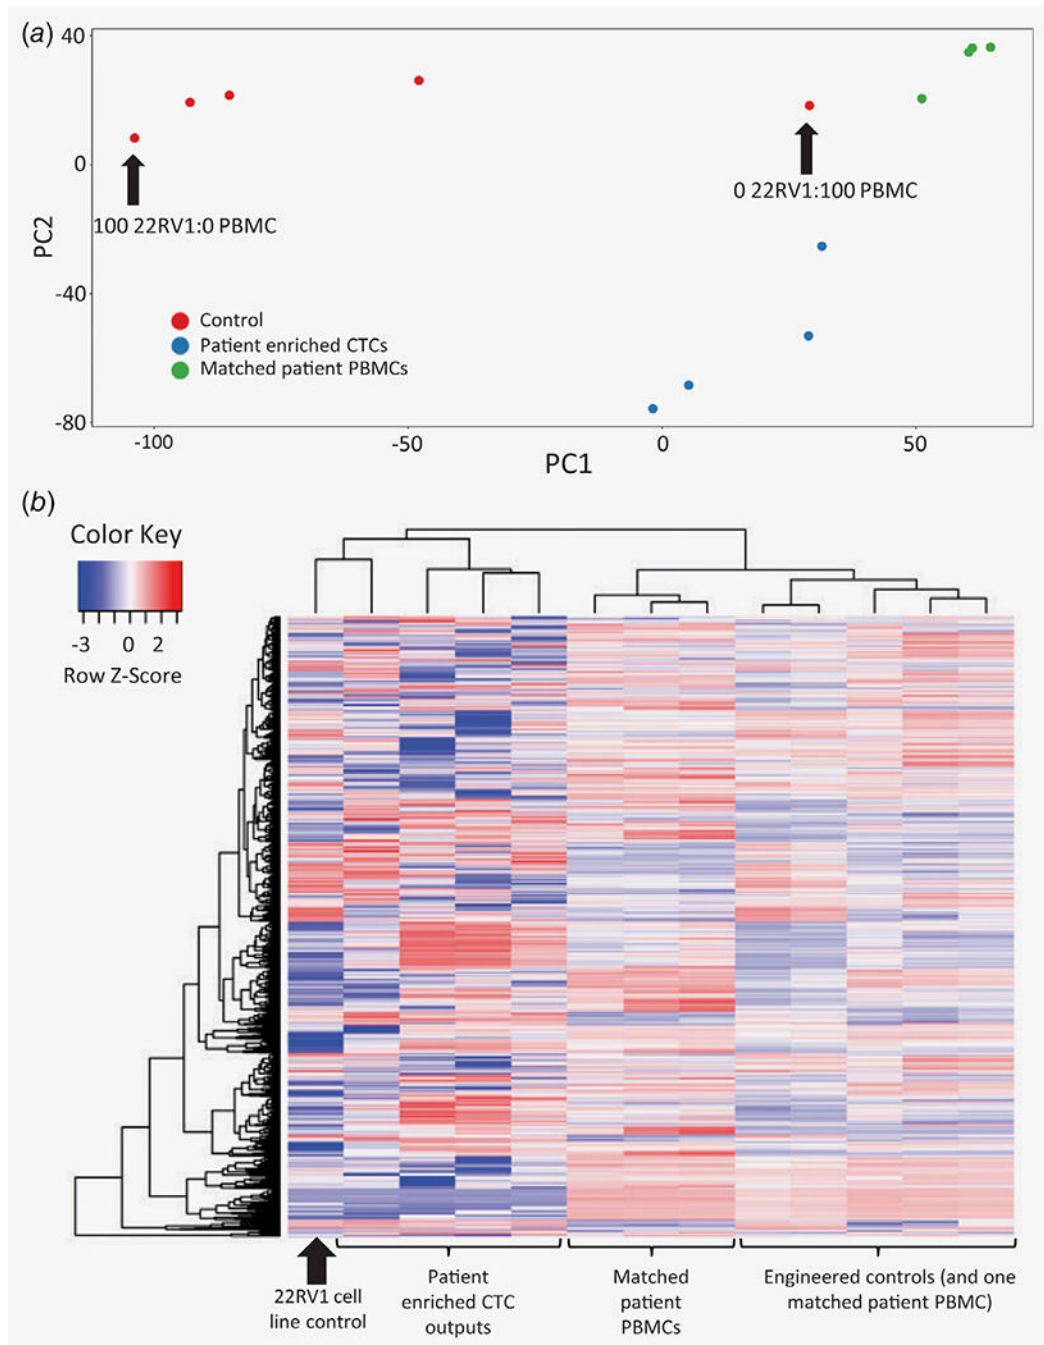 (a)
40
0
-40
-80
PC2
100 22RV1:0 PBMC
0 22RV1:100 PBMC
Control
Patient enriched CTCs
Matched patient PBMCs
-100
-50
0
50
PC1
(b)
Color Key
-3
0
2
Row Z-Score
22RV1 cell
line control
Patient
enriched CTC
outputs
Matched
patient
PBMCs
Engineered controls (and one
matched patient PBMC)